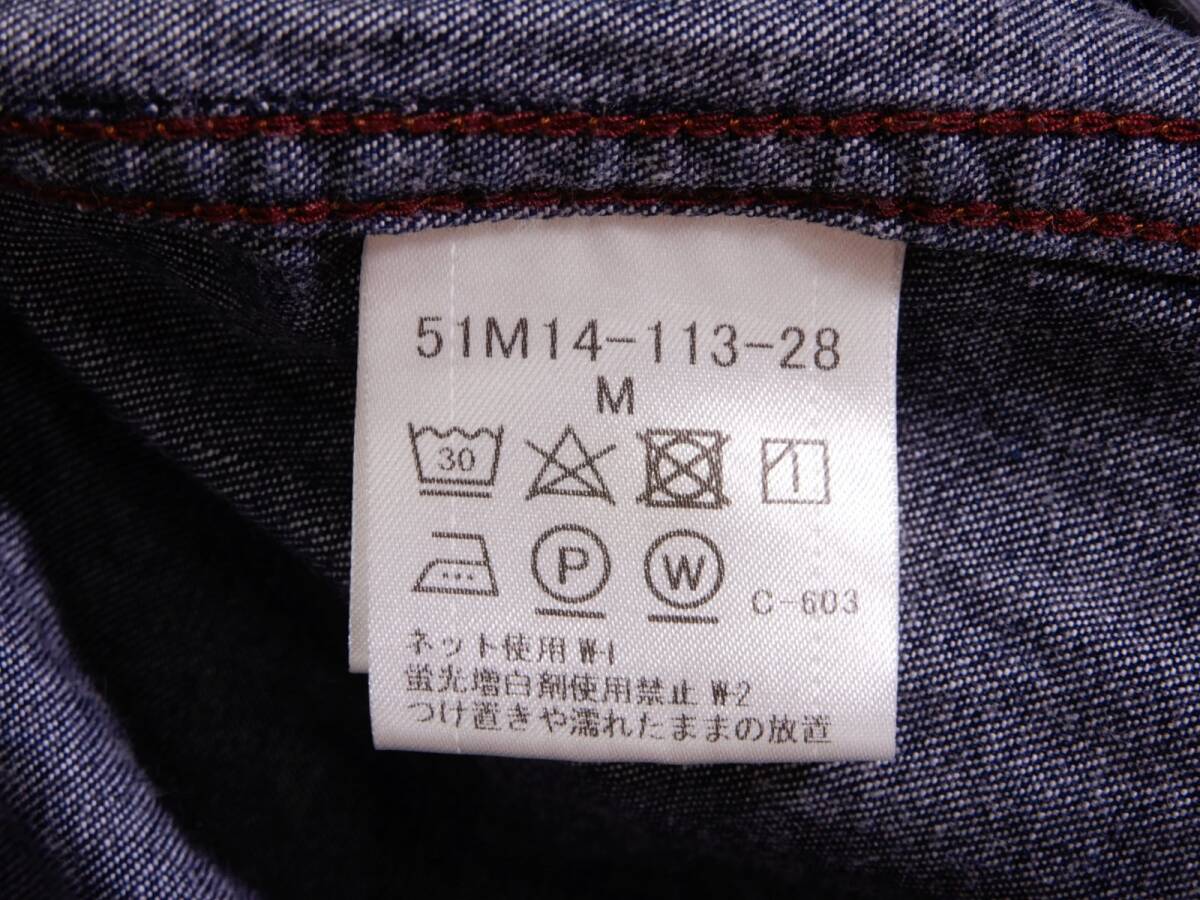 51M14-113-28
M
30
P W C-603
ネット使用 W-1
蛍光増白剤使用禁止 W-2
つけ置きや濡れたままの放置